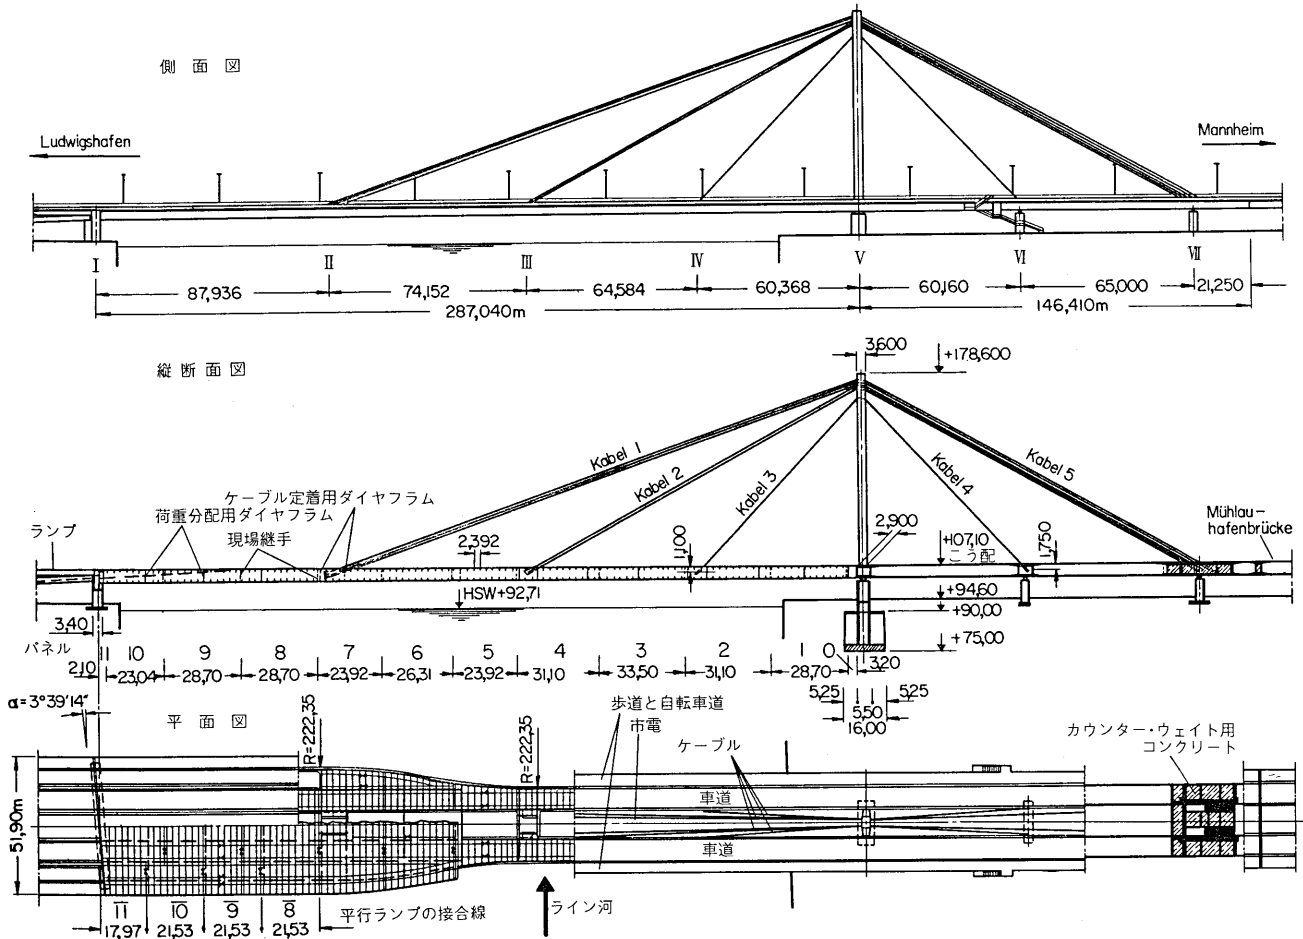 側面図
Ludwigshafen
Mannheim
I II III IV V VI VII
87,936 74,152 64,584 60,368 60,160 65,000 21,250
287,040m 146,410m
縦断面図
3,600
+178,600
Kabel 1
Kabel 2
Kabel 3
Kabel 4
Kabel 5
ケーブル定着用ダイヤフラム
荷重分配用ダイヤフラム
現場継手
ランプ
2,392
1,100
2,900
+107,10
こう配
1,750
Mühlau-
hafenbrücke
HSW+92,71
+94,60
+90,00
+75,00
3,40
パネル 11 10 9 8 7 6 5 4 3 2 1 0
2,10 23,04 28,70 28,70 23,92 26,31 23,92 31,10 33,50 31,10 28,70 3,20
5,25 5,25
5,50
16,00
α=3°39'14"
平面図
R=222,35
R=222,35
歩道と自転車道
市電
ケーブル
カウンター・ウェイト用
コンクリート
車道
車道
51,90m
11 10 9 8
17,97 21,53 21,53 21,53
平行ランプの接合線
ライン河